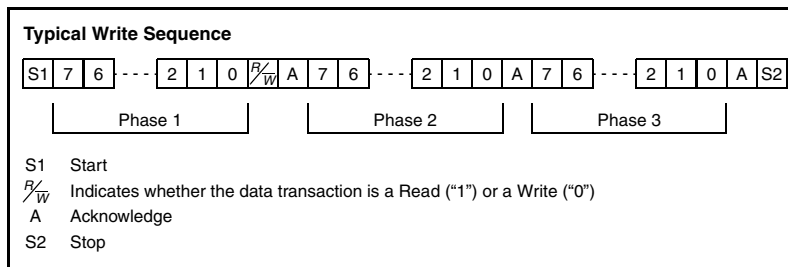 Typical Write Sequence
S1 7 6 - - - - 2 1 0 R/W̅ A 7 6 - - - - 2 1 0 A 7 6 - - - - 2 1 0 A S2
Phase 1 Phase 2 Phase 3
S1 Start
R/W̅ Indicates whether the data transaction is a Read (“1”) or a Write (“0”)
A Acknowledge
S2 Stop